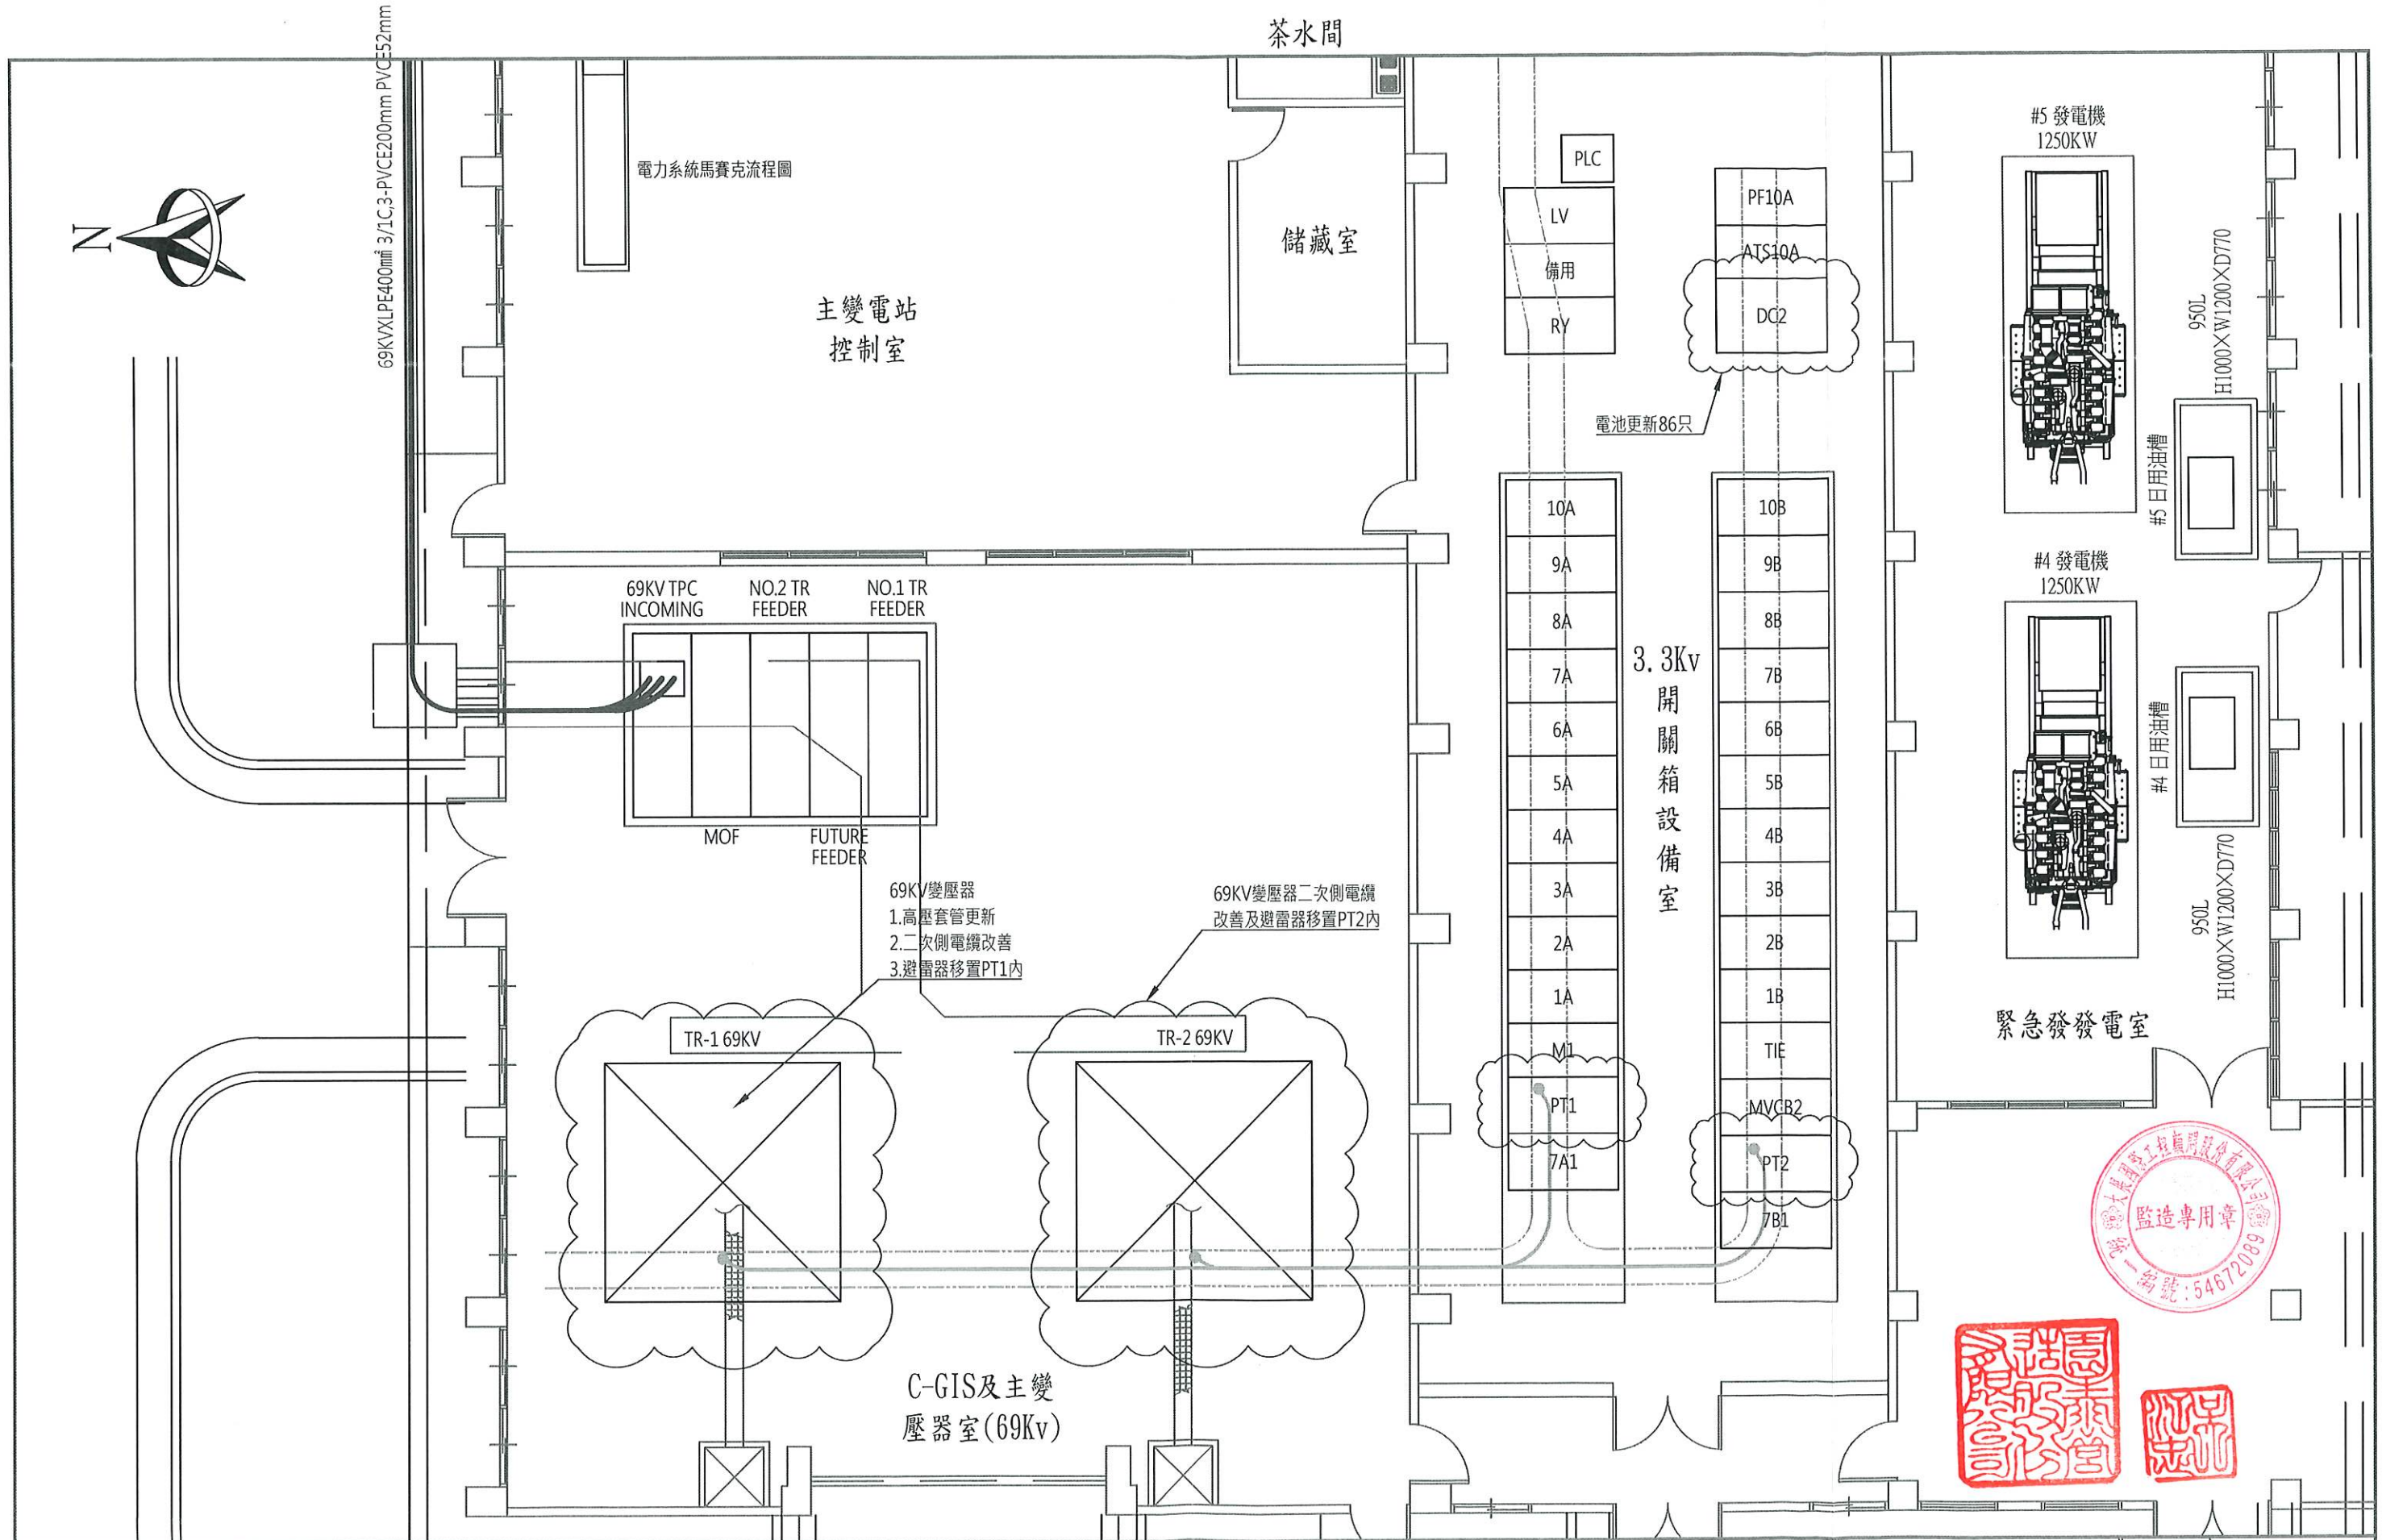 茶水間
69KVXLPE400㎟ 3/1C,3-PVCE200mm PVCE52mm
N
電力系統馬賽克流程圖
主變電站
控制室
儲藏室
PLC
LV
備用
RY
PF10A
ATS10A
DC2
電池更新86只
#5 發電機
1250KW
950L
H1000×W1200×D770
#5 日用油槽
#4 發電機
1250KW
#4 日用油槽
950L
H1000×W1200×D770
69KV TPC
INCOMING
NO.2 TR
FEEDER
NO.1 TR
FEEDER
MOF
FUTURE
FEEDER
69KV變壓器
1.高壓套管更新
2.二次側電纜改善
3.避雷器移置PT1內
69KV變壓器二次側電纜
改善及避雷器移置PT2內
TR-1 69KV
TR-2 69KV
C-GIS及主變
壓器室(69Kv)
10A
9A
8A
7A
6A
5A
4A
3A
2A
1A
M1
PT1
7A1
3.3Kv
開
關
箱
設
備
室
10B
9B
8B
7B
6B
5B
4B
3B
2B
1B
TIE
MVCB2
PT2
7B1
緊急發發電室
監造專用章
統一編號:54672089